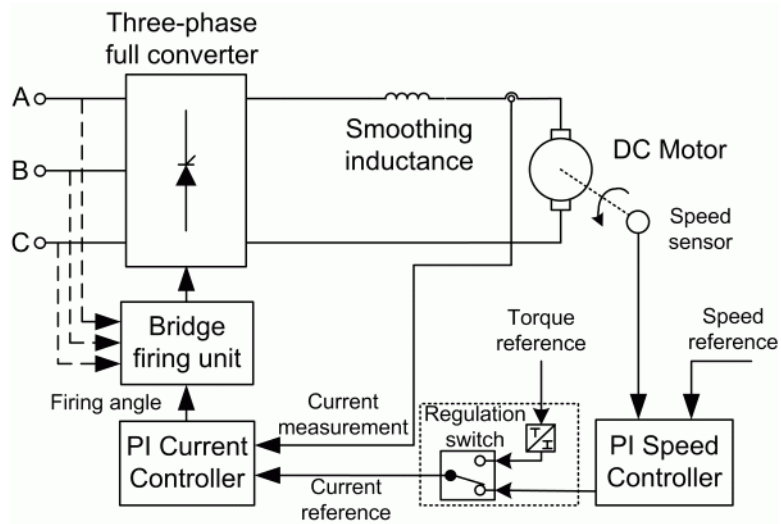 Three-phase
full converter
A
B
C
Smoothing
inductance
DC Motor
Speed
sensor
Bridge
firing unit
Torque
reference
Speed
reference
Firing angle
Current
measurement
Regulation
switch
T
I
PI Current
Controller
Current
reference
PI Speed
Controller